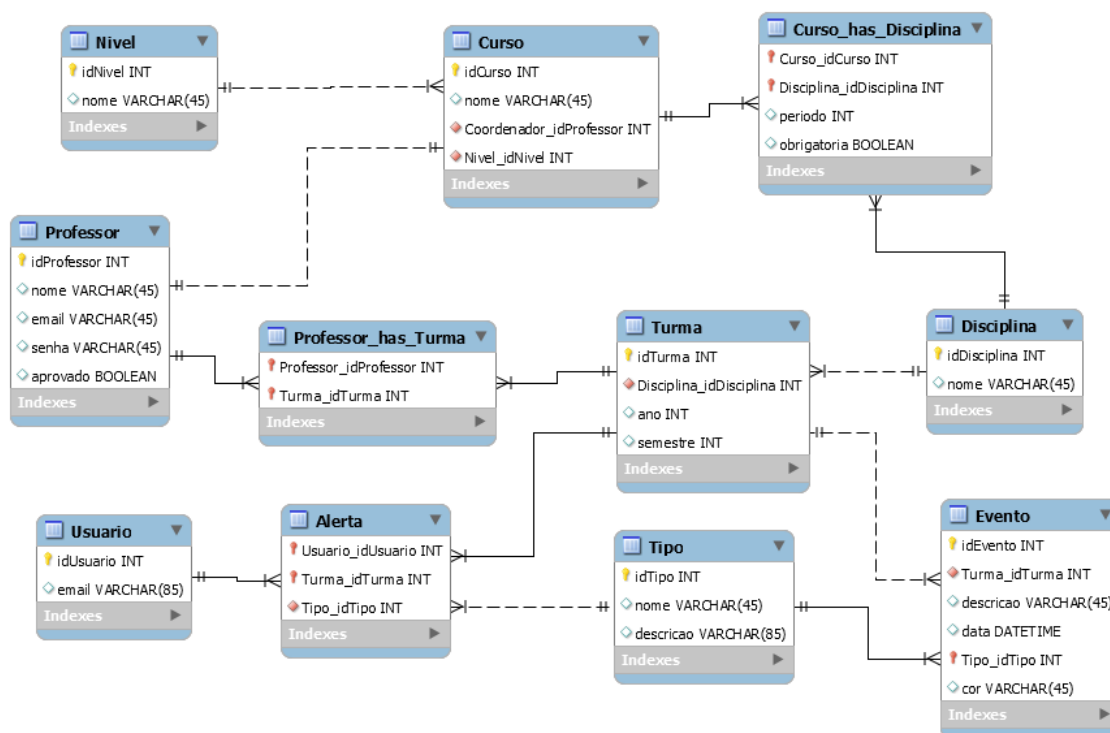 Nivel
idNivel INT
nome VARCHAR(45)
Indexes
Curso
idCurso INT
nome VARCHAR(45)
Coordenador_idProfessor INT
Nivel_idNivel INT
Indexes
Curso_has_Disciplina
Curso_idCurso INT
Disciplina_idDisciplina INT
periodo INT
obrigatoria BOOLEAN
Indexes
Professor
idProfessor INT
nome VARCHAR(45)
email VARCHAR(45)
senha VARCHAR(45)
aprovado BOOLEAN
Indexes
Professor_has_Turma
Professor_idProfessor INT
Turma_idTurma INT
Indexes
Turma
idTurma INT
Disciplina_idDisciplina INT
ano INT
semestre INT
Indexes
Disciplina
idDisciplina INT
nome VARCHAR(45)
Indexes
Usuario
idUsuario INT
email VARCHAR(85)
Indexes
Alerta
Usuario_idUsuario INT
Turma_idTurma INT
Tipo_idTipo INT
Indexes
Tipo
idTipo INT
nome VARCHAR(45)
descricao VARCHAR(85)
Indexes
Evento
idEvento INT
Turma_idTurma INT
descricao VARCHAR(45)
data DATETIME
Tipo_idTipo INT
cor VARCHAR(45)
Indexes